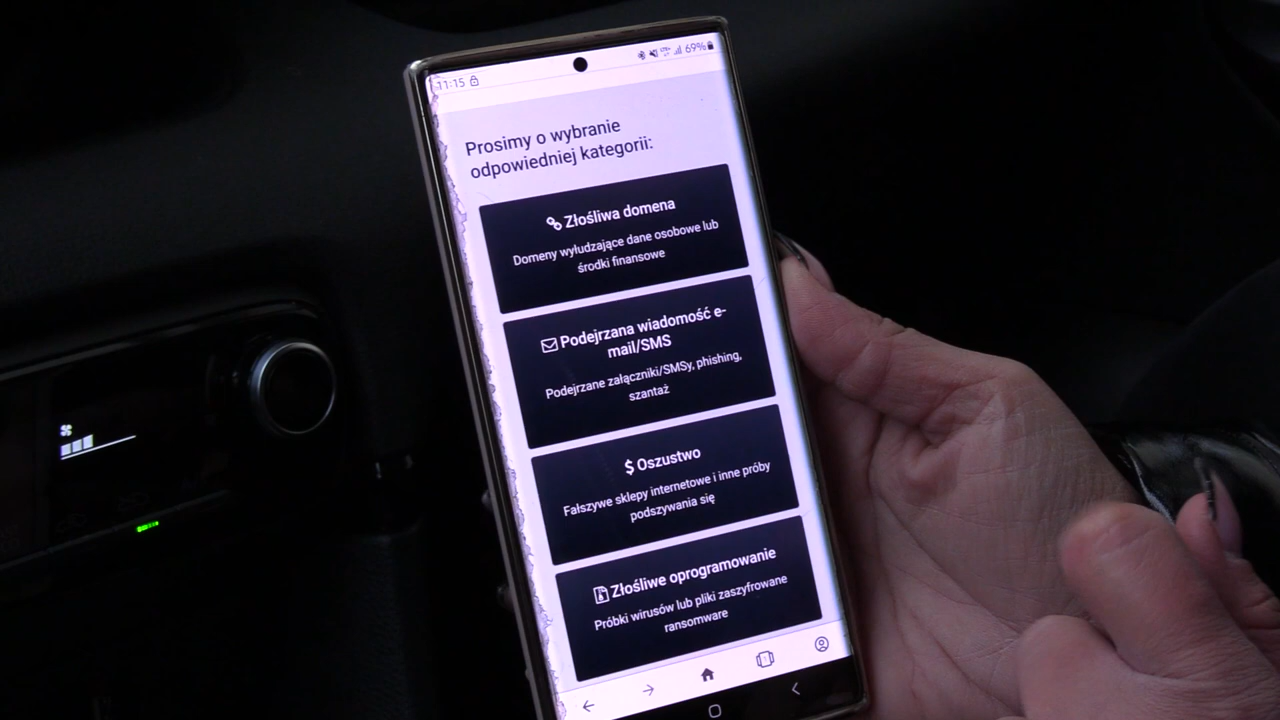 11:15 69%
Prosimy o wybranie
odpowiedniej kategorii:
Złośliwa domena
Domeny wyłudzające dane osobowe lub
środki finansowe
Podejrzana wiadomość e-
mail/SMS
Podejrzane załączniki/SMSy, phishing,
szantaż
$ Oszustwo
Fałszywe sklepy internetowe i inne próby
podszywania się
Złośliwe oprogramowanie
Próbki wirusów lub pliki zaszyfrowane
ransomware